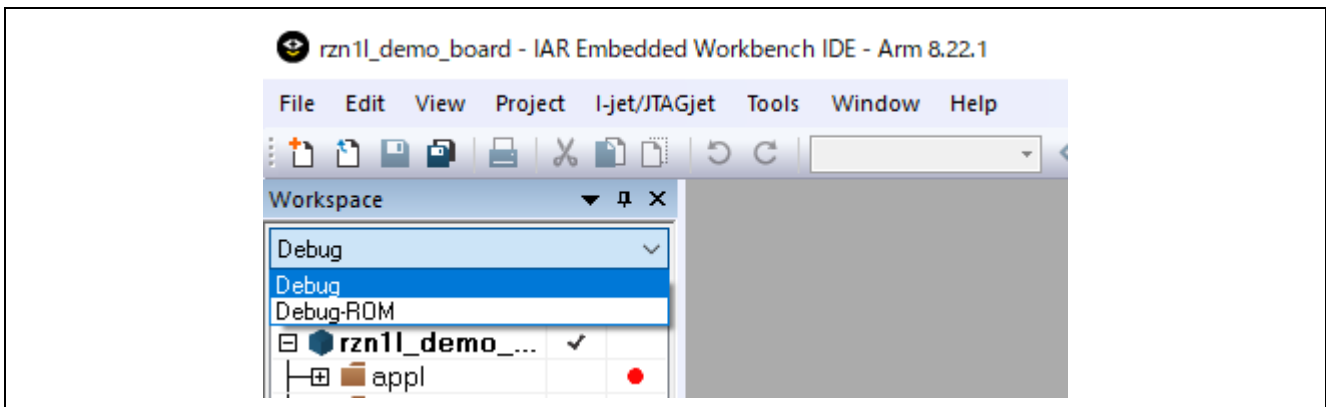 rzn1l_demo_board - IAR Embedded Workbench IDE - Arm 8.22.1
File Edit View Project I-jet/JTAGjet Tools Window Help
Workspace
Debug
Debug
Debug-ROM
rzn1l_demo_...
appl